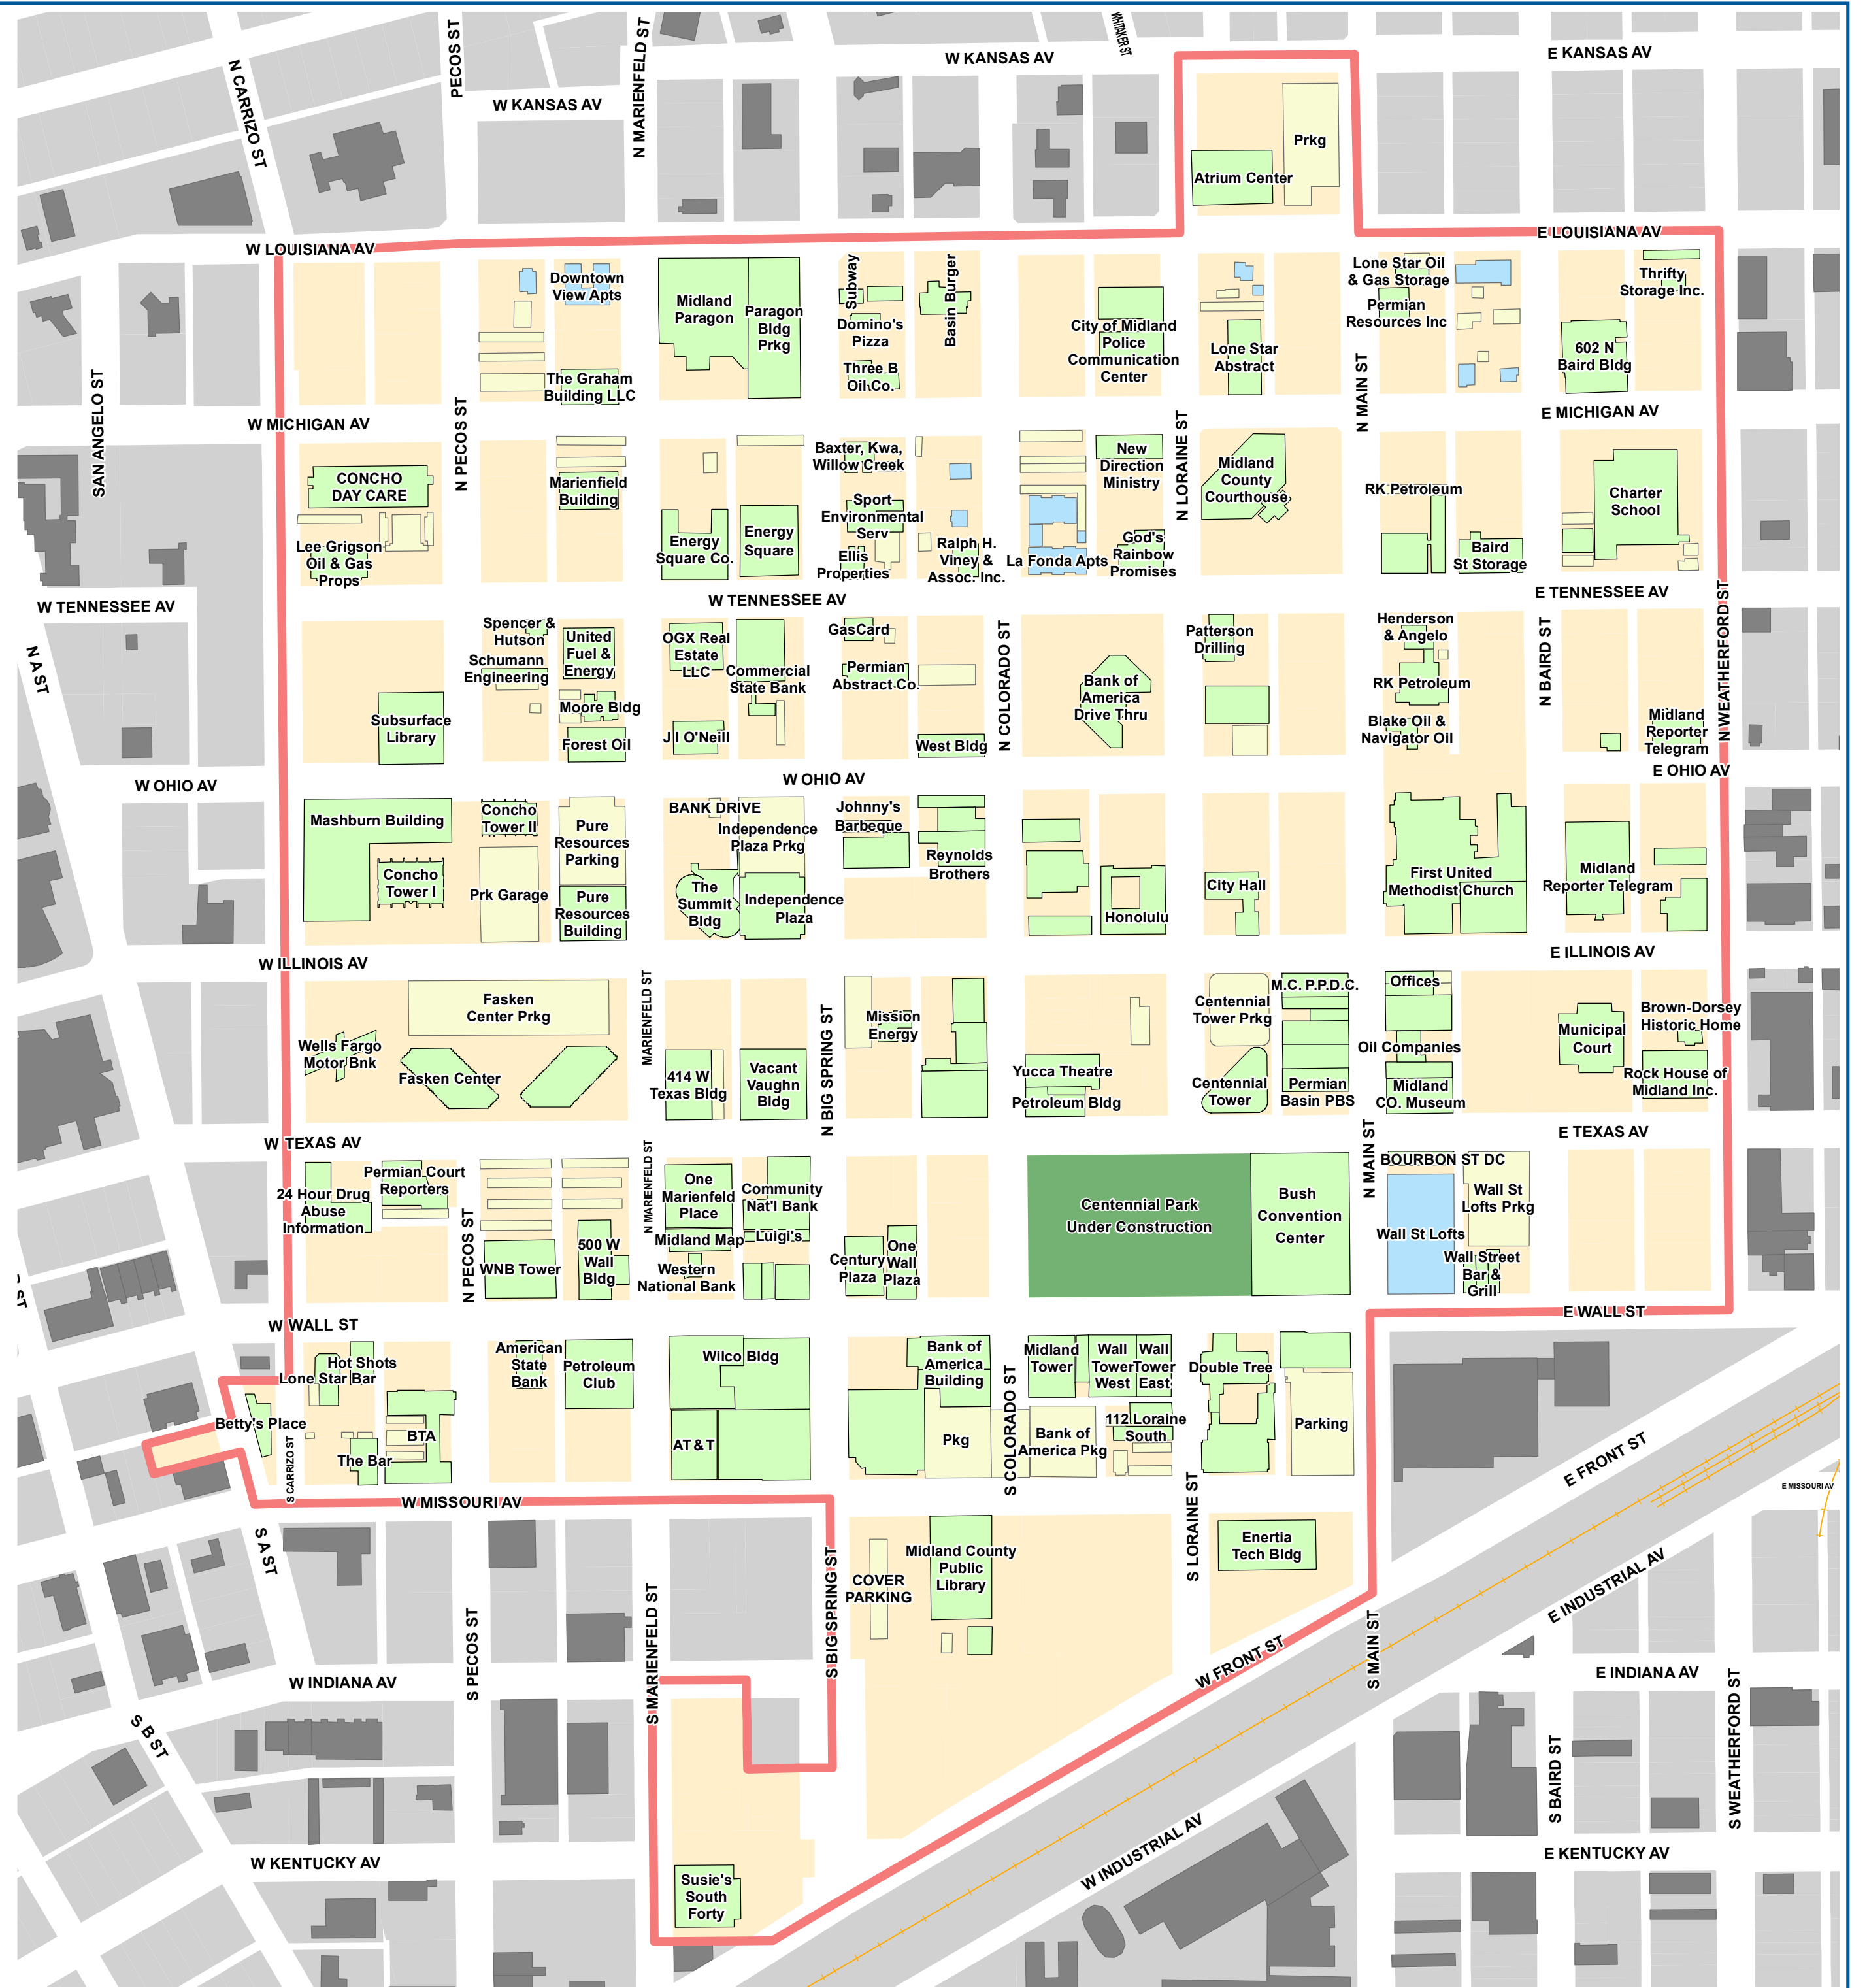 WHITAKER ST
PECOS ST
N MARIENFELD ST
N CARRIZO ST
W KANSAS AV
E KANSAS AV
W KANSAS AV
Prkg
Atrium Center
W LOUISIANA AV
E LOUISIANA AV
Downtown
View Apts
Midland
Paragon
Paragon
Bldg
Prkg
Subway
Domino's
Pizza
Three B
Oil Co.
Basin Burger
City of Midland
Police
Communication
Center
Lone Star
Abstract
Lone Star Oil
& Gas Storage
Permian
Resources Inc
Thrifty
Storage Inc.
602 N
Baird Bldg
The Graham
Building LLC
SAN ANGELO ST
N PECOS ST
N LORAINE ST
N MAIN ST
W MICHIGAN AV
E MICHIGAN AV
CONCHO
DAY CARE
Lee Grigson
Oil & Gas
Props
Marienfield
Building
Energy
Square Co.
Energy
Square
Baxter, Kwa,
Willow Creek
Sport
Environmental
Serv
Ellis
Properties
Ralph H.
Viney &
Assoc. Inc.
La Fonda Apts
New
Direction
Ministry
God's
Rainbow
Promises
Midland
County
Courthouse
RK Petroleum
Baird
St Storage
Charter
School
W TENNESSEE AV
W TENNESSEE AV
E TENNESSEE AV
N A ST
N COLORADO ST
N BAIRD ST
N WEATHERFORD ST
Subsurface
Library
Spencer &
Hutson
Schumann
Engineering
United
Fuel &
Energy
Moore Bldg
Forest Oil
OGX Real
Estate
LLC
Commercial
State Bank
J I O'Neill
GasCard
Permian
Abstract Co.
West Bldg
Bank of
America
Drive Thru
Patterson
Drilling
Henderson
& Angelo
RK Petroleum
Blake Oil &
Navigator Oil
Midland
Reporter
Telegram
W OHIO AV
W OHIO AV
E OHIO AV
Mashburn Building
Concho
Tower I
Concho
Tower II
Prk Garage
Pure
Resources
Parking
Pure
Resources
Building
BANK DRIVE
Independence
Plaza Prkg
The
Summit
Bldg
Independence
Plaza
Johnny's
Barbeque
Reynolds
Brothers
Honolulu
City Hall
First United
Methodist Church
Midland
Reporter Telegram
W ILLINOIS AV
E ILLINOIS AV
MARIENFELD ST
N BIG SPRING ST
Fasken
Center Prkg
Wells Fargo
Motor Bnk
Fasken Center
414 W
Texas Bldg
Vacant
Vaughn
Bldg
Mission
Energy
Yucca Theatre
Petroleum Bldg
Centennial
Tower Prkg
Centennial
Tower
M.C. P.P.D.C.
Permian
Basin PBS
Offices
Oil Companies
Midland
CO. Museum
Municipal
Court
Brown-Dorsey
Historic Home
Rock House of
Midland Inc.
W TEXAS AV
E TEXAS AV
N PECOS ST
N MARIENFELD ST
N MAIN ST
24 Hour Drug
Abuse
Information
Permian Court
Reporters
WNB Tower
500 W
Wall
Bldg
One
Marienfeld
Place
Midland Map
Western
National Bank
Community
Nat'l Bank
Luigi's
Century
Plaza
One
Wall
Plaza
Centennial Park
Under Construction
Bush
Convention
Center
BOURBON ST DC
Wall St
Lofts Prkg
Wall St Lofts
Wall Street
Bar &
Grill
W WALL ST
E WALL ST
Hot Shots
Lone Star Bar
Betty's Place
The Bar
BTA
S CARRIZO ST
American
State
Bank
Petroleum
Club
Wilco Bldg
AT & T
Bank of
America
Building
Pkg
S COLORADO ST
Midland
Tower
Wall
Tower
West
Wall
Tower
East
Bank of
America Pkg
112 Loraine
South
Double Tree
Parking
W MISSOURI AV
E MISSOURI AV
E FRONT ST
S A ST
S PECOS ST
S MARIENFELD ST
S BIG SPRING ST
COVER
PARKING
Midland County
Public
Library
S LORAINE ST
Enertia
Tech Bldg
W FRONT ST
S MAIN ST
E INDUSTRIAL AV
W INDIANA AV
E INDIANA AV
S B ST
S BAIRD ST
S WEATHERFORD ST
W INDUSTRIAL AV
W KENTUCKY AV
E KENTUCKY AV
Susie's
South
Forty